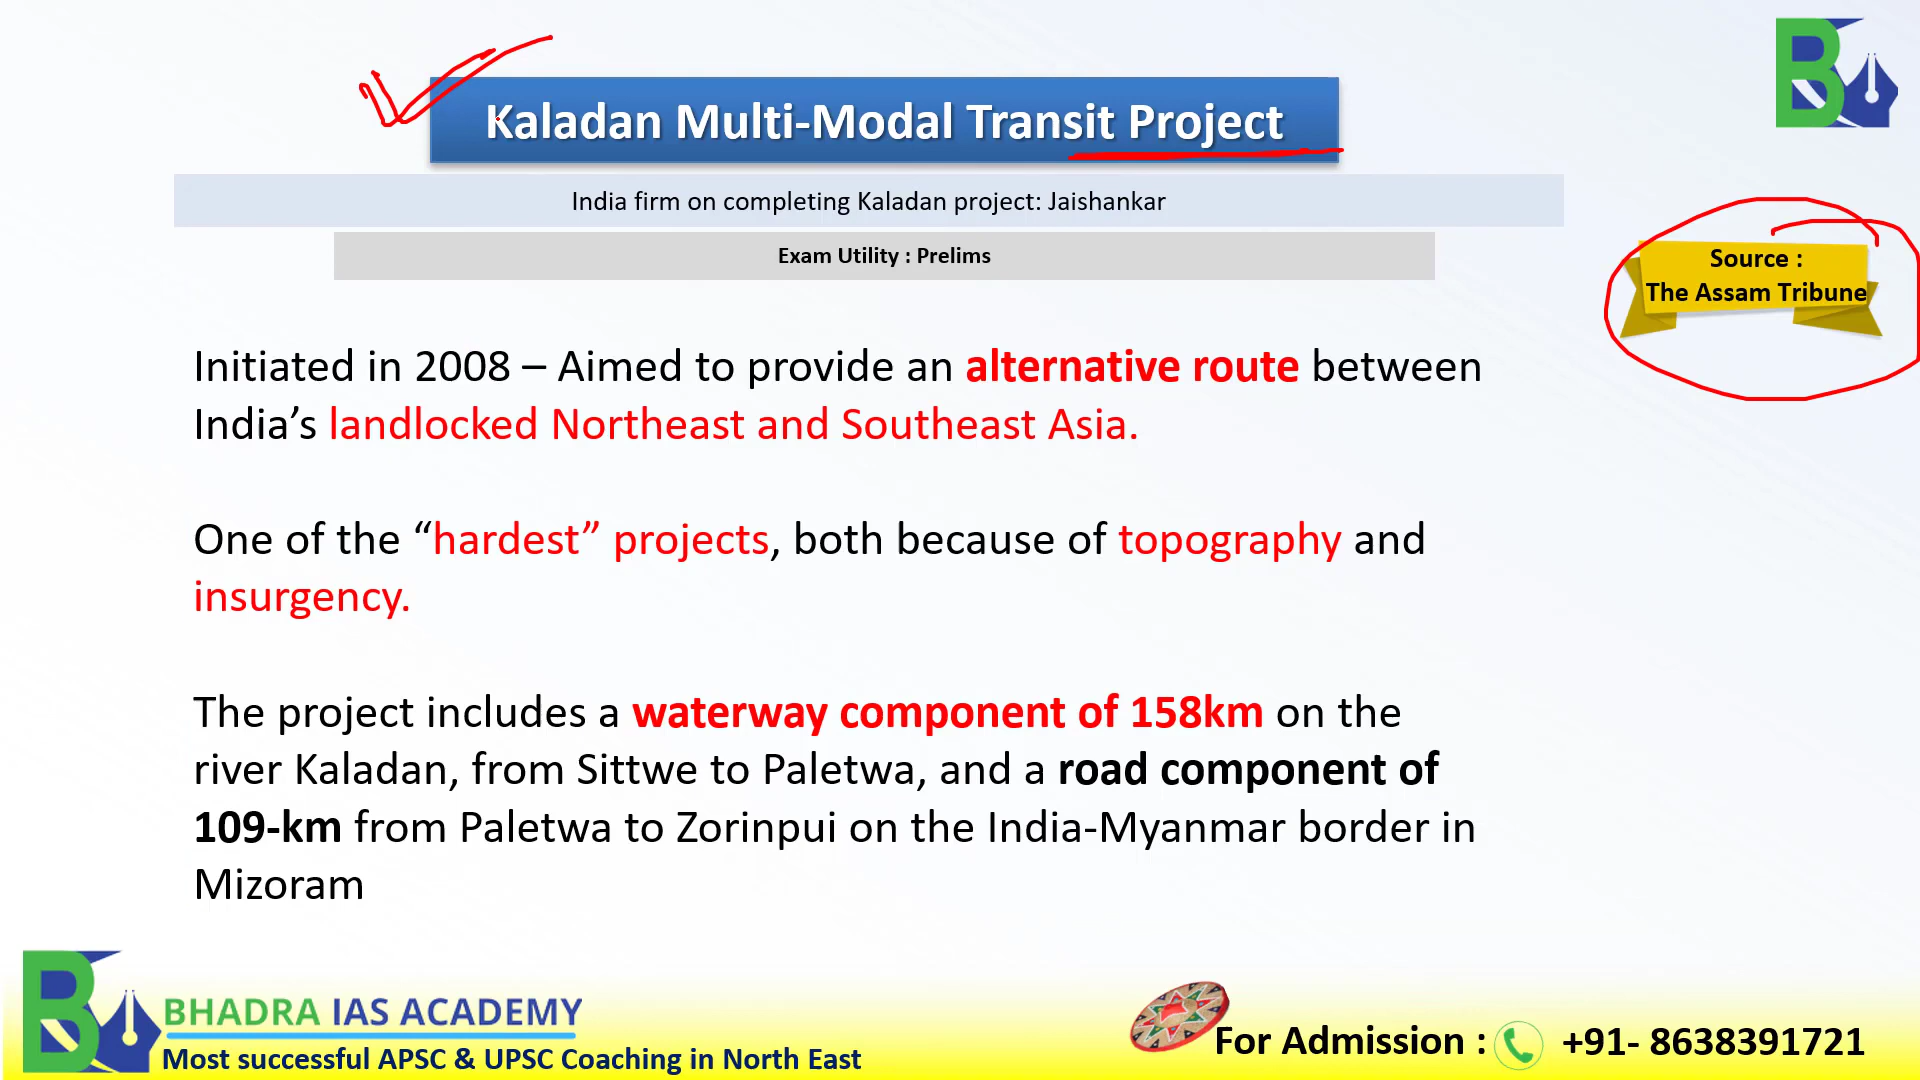 Kaladan Multi-Modal Transit Project
India firm on completing Kaladan project: Jaishankar
Exam Utility : Prelims
Source :
The Assam Tribune
Initiated in 2008 – Aimed to provide an alternative route between
India’s landlocked Northeast and Southeast Asia.
One of the “hardest” projects, both because of topography and
insurgency.
The project includes a waterway component of 158km on the
river Kaladan, from Sittwe to Paletwa, and a road component of
109-km from Paletwa to Zorinpui on the India-Myanmar border in
Mizoram
BHADRA IAS ACADEMY
Most successful APSC & UPSC Coaching in North East
For Admission : +91- 8638391721